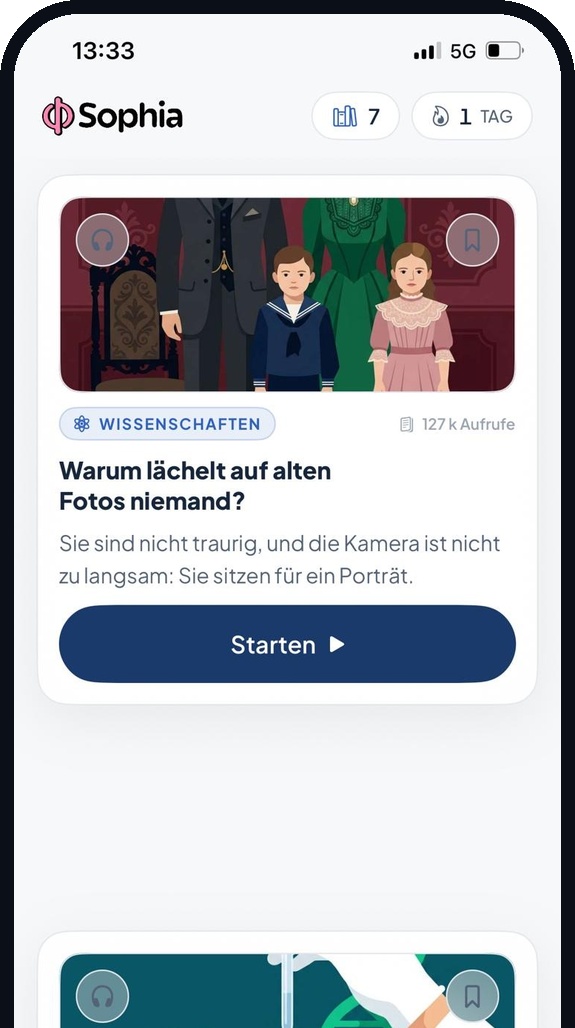 13:33
5G
Sophia
7
1 TAG
WISSENSCHAFTEN
127 k Aufrufe
Warum lächelt auf alten
Fotos niemand?
Sie sind nicht traurig, und die Kamera ist nicht
zu langsam: Sie sitzen für ein Porträt.
Starten